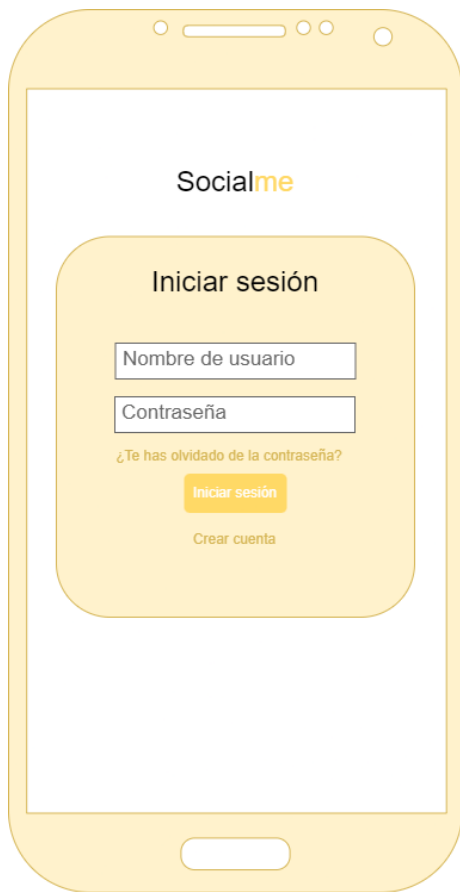 Socialme
Iniciar sesión
Nombre de usuario
Contraseña
¿Te has olvidado de la contraseña?
Iniciar sesión
Crear cuenta